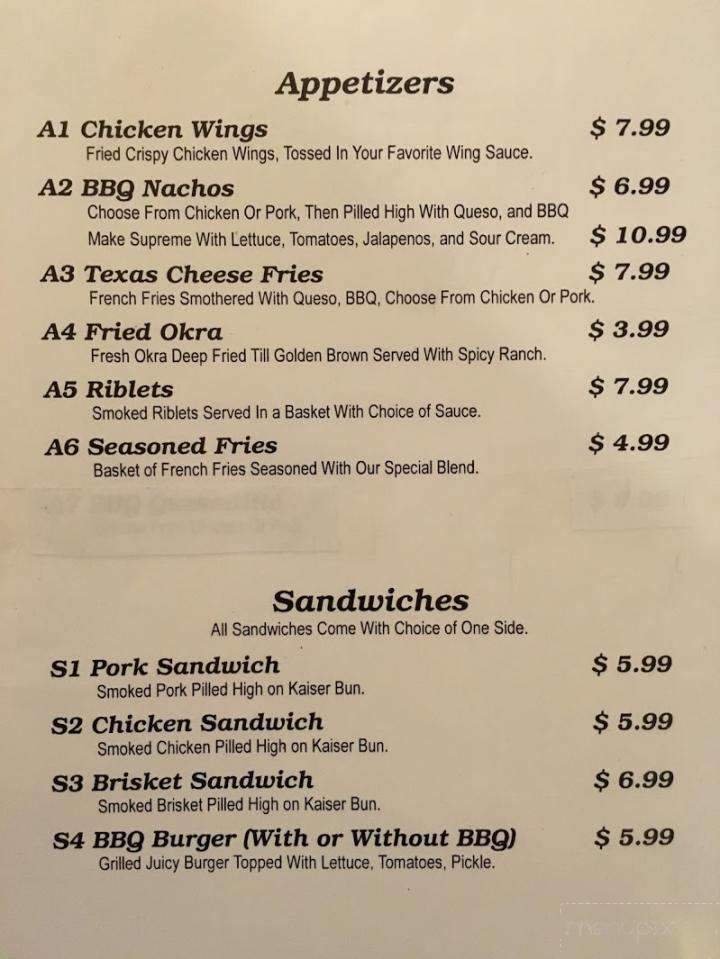 Appetizers
A1 Chicken Wings $ 7.99
Fried Crispy Chicken Wings, Tossed In Your Favorite Wing Sauce.
A2 BBQ Nachos $ 6.99
Choose From Chicken Or Pork, Then Pilled High With Queso, and BBQ
Make Supreme With Lettuce, Tomatoes, Jalapenos, and Sour Cream. $ 10.99
A3 Texas Cheese Fries $ 7.99
French Fries Smothered With Queso, BBQ, Choose From Chicken Or Pork.
A4 Fried Okra $ 3.99
Fresh Okra Deep Fried Till Golden Brown Served With Spicy Ranch.
A5 Riblets $ 7.99
Smoked Riblets Served In a Basket With Choice of Sauce.
A6 Seasoned Fries $ 4.99
Basket of French Fries Seasoned With Our Special Blend.
Sandwiches
All Sandwiches Come With Choice of One Side.
S1 Pork Sandwich $ 5.99
Smoked Pork Pilled High on Kaiser Bun.
S2 Chicken Sandwich $ 5.99
Smoked Chicken Pilled High on Kaiser Bun.
S3 Brisket Sandwich $ 6.99
Smoked Brisket Pilled High on Kaiser Bun.
S4 BBQ Burger (With or Without BBQ) $ 5.99
Grilled Juicy Burger Topped With Lettuce, Tomatoes, Pickle.
menupix